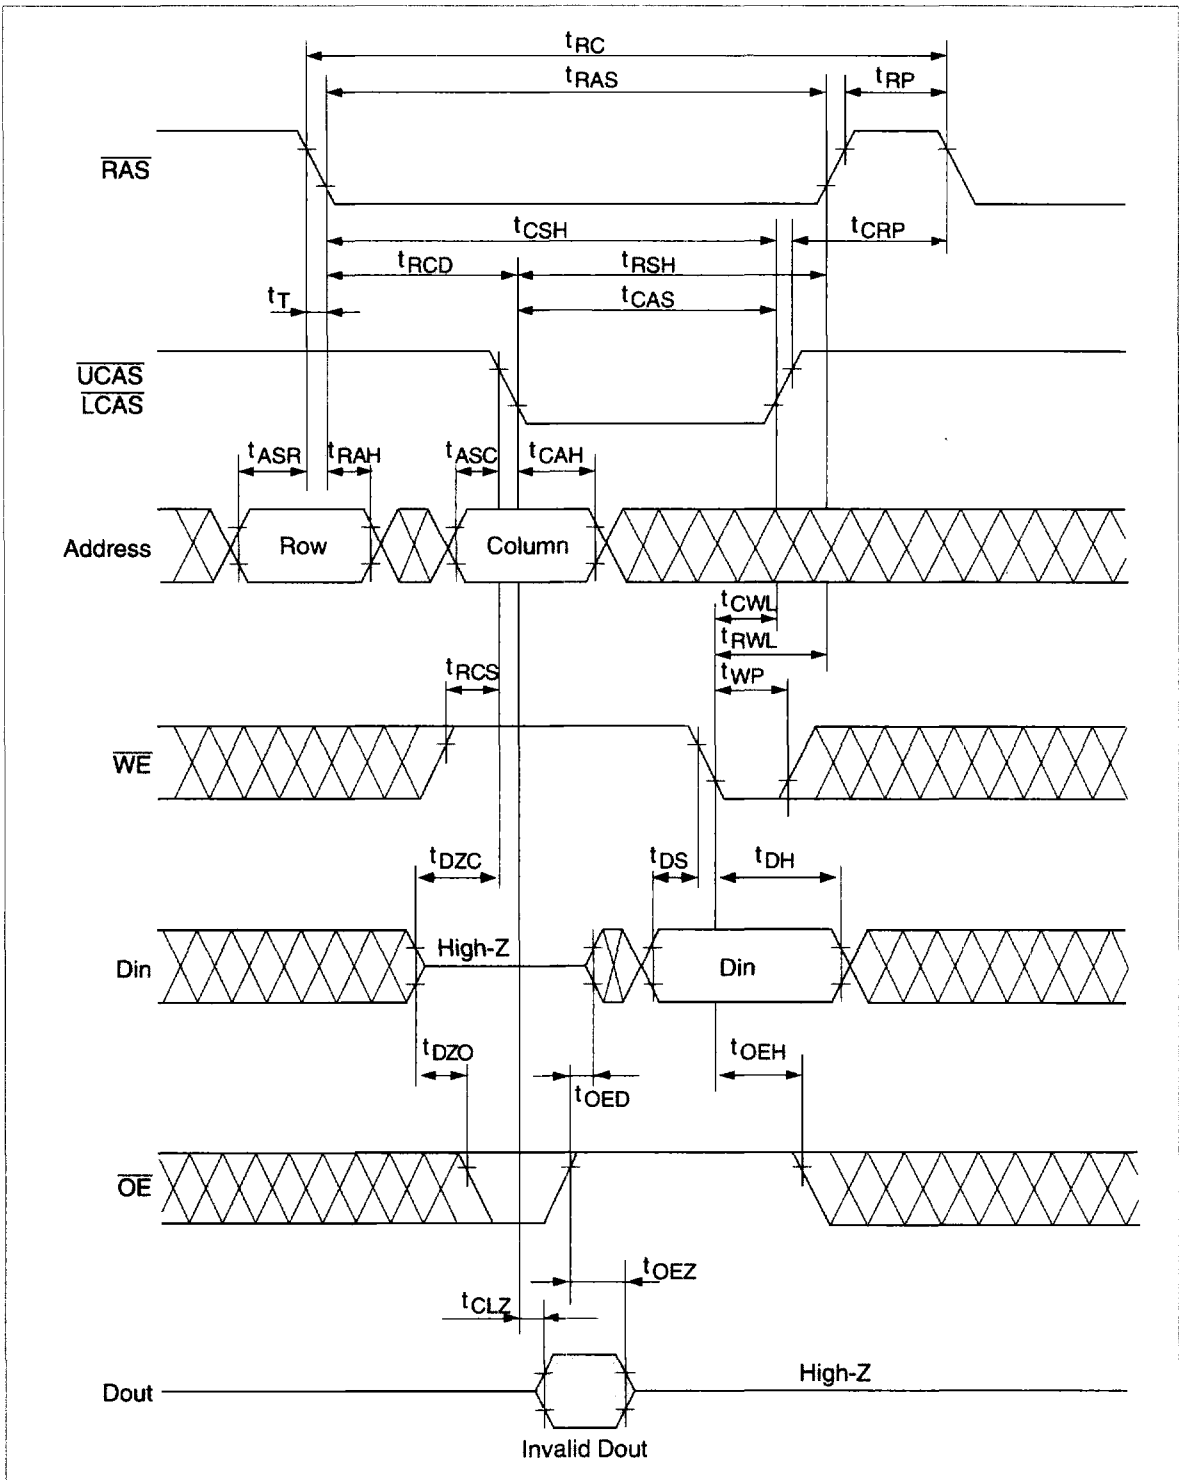 tRC
tRAS
tRP
RAS
tCSH
tCRP
tRCD
tRSH
tT
tCAS
UCAS
LCAS
tASR
tRAH
tASC
tCAH
Address
Row
Column
tCWL
tRWL
tRCS
tWP
WE
tDZC
tDS
tDH
High-Z
Din
Din
tDZO
tOEH
tOED
OE
tOEZ
tCLZ
High-Z
Dout
Invalid Dout